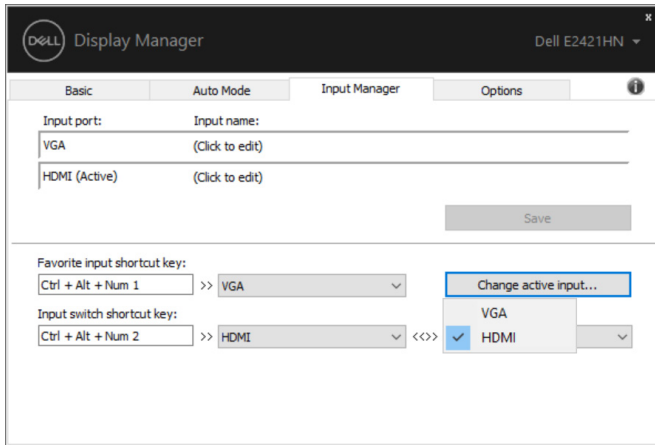 x
DELL Display Manager
Dell E2421HN
Basic Auto Mode Input Manager Options i
Input port: Input name:
VGA (Click to edit)
HDMI (Active) (Click to edit)
Save
Favorite input shortcut key:
Ctrl + Alt + Num 1 >> VGA Change active input...
Input switch shortcut key:
VGA
Ctrl + Alt + Num 2 >> HDMI <<>> HDMI